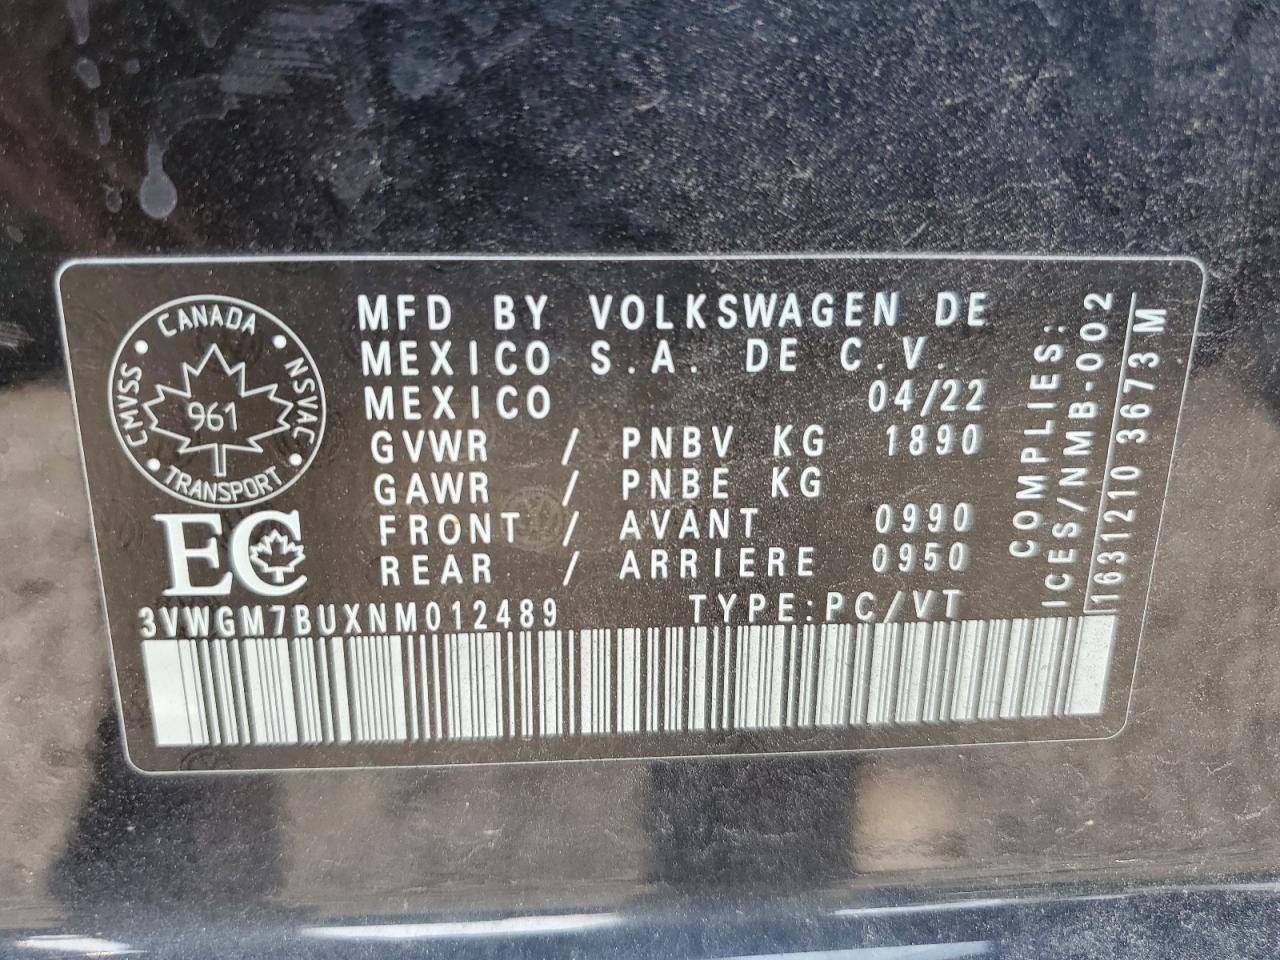 CANADA
CMVSS
NSVAC
961
TRANSPORT
EC
MFD BY VOLKSWAGEN DE
MEXICO S.A. DE C.V.
MEXICO 04/22
GVWR / PNBV KG 1890
GAWR / PNBE KG
FRONT / AVANT 0990
REAR / ARRIERE 0950
3VWGM7BUXNM012489 TYPE:PC/VT
COMPLIES:
ICES/NMB-002
1631210 3673 M